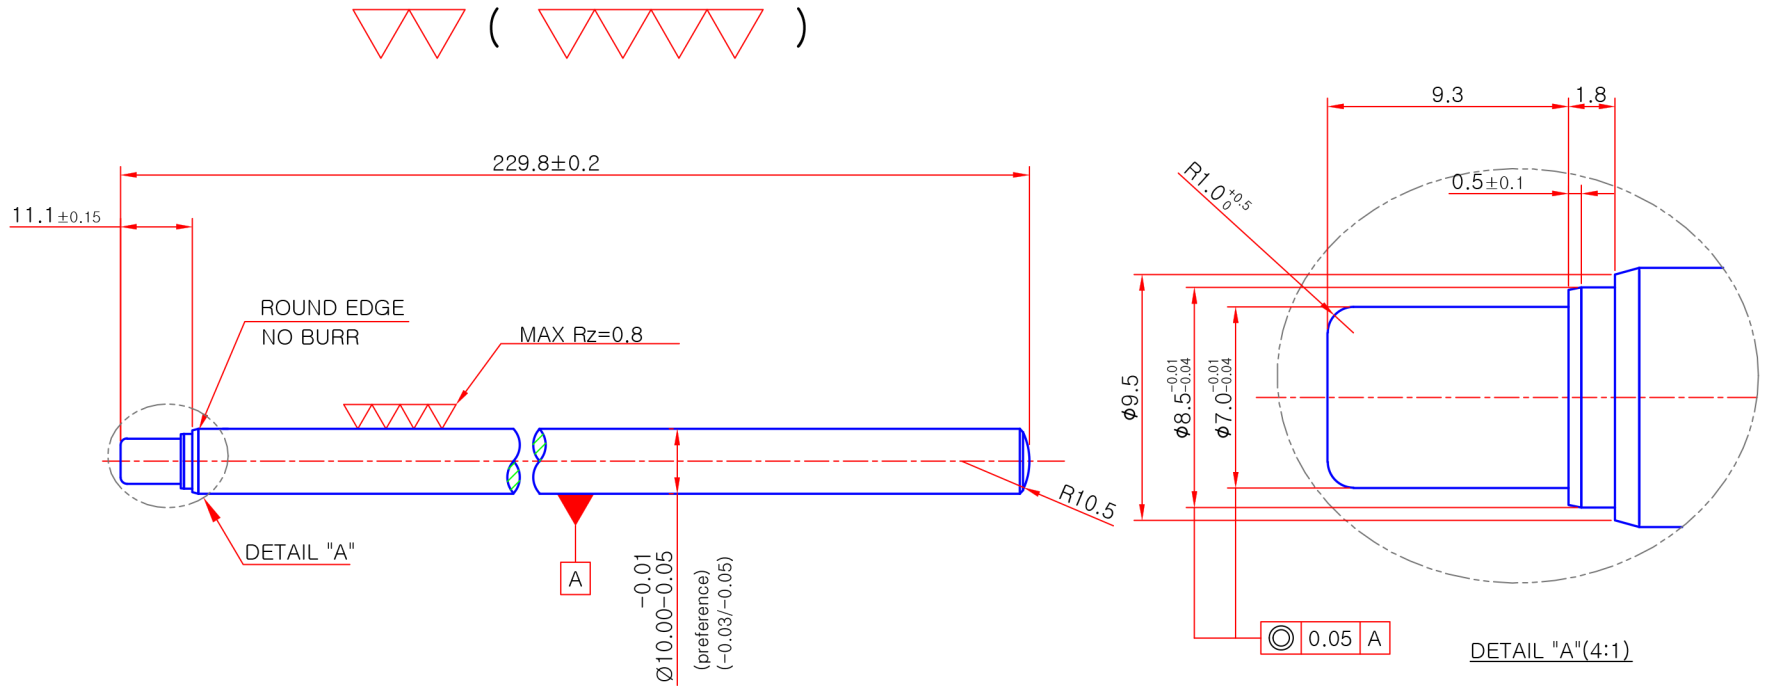 ( )
9.3
1.8
229.8±0.2
R1.0 +0.5 0
0.5±0.1
11.1±0.15
ROUND EDGE
NO BURR
MAX Rz=0.8
ϕ9.5
ϕ8.5 -0.01 -0.04
ϕ7.0 -0.01 -0.04
R10.5
DETAIL "A"
A
Ø10.00 -0.01 -0.05
(preference)
(-0.03/-0.05)
◎ 0.05 A
DETAIL "A"(4:1)